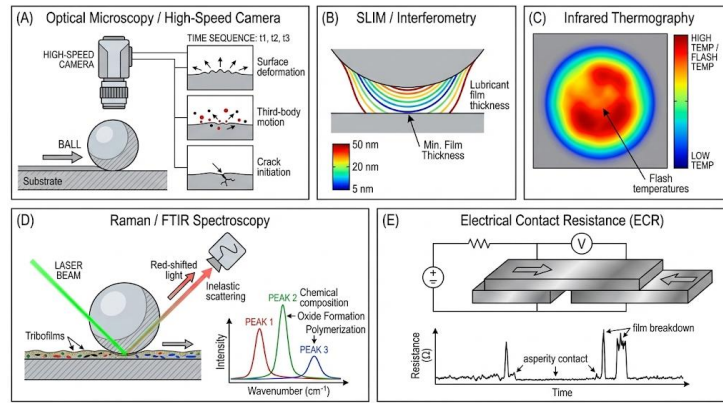 (A) Optical Microscopy / High-Speed Camera
HIGH-SPEED
CAMERA
TIME SEQUENCE: t1, t2, t3
Surface
deformation
Third-body
motion
Crack
initiation
BALL
Substrate
(B) SLIM / Interferometry
Lubricant
film
thickness
Min. Film
Thickness
50 nm
20 nm
5 nm
(C) Infrared Thermography
HIGH
TEMP/
FLASH
TEMP
LOW
TEMP
Flash
temperatures
(D) Raman / FTIR Spectroscopy
LASER
BEAM
Red-shifted
light
Inelastic
scattering
Tribofilms
Chemical
composition
Oxide Formation
Polymerization
PEAK 1
PEAK 2
PEAK 3
Intensity
Wavenumber (cm⁻¹)
(E) Electrical Contact Resistance (ECR)
V
+
−
Resistance
(Ω)
asperity contact
film breakdown
Time